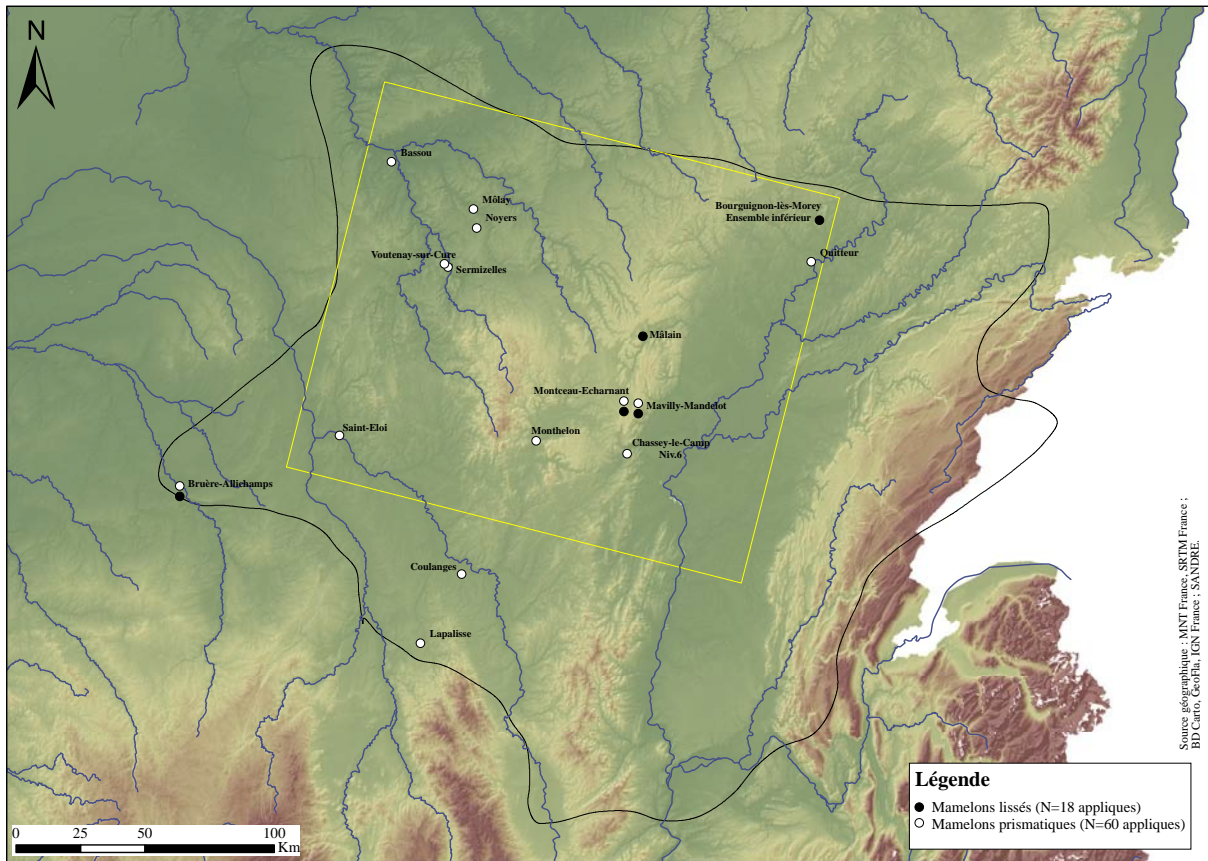 N
Bassou
Môlay
Noyers
Bourguignon-lès-Morey
Ensemble inférieur
Voutenay-sur-Cure
Sermizelles
Quitteur
Mâlain
Montceau-Echarnant
Mavilly-Mandelot
Saint-Eloi
Monthelon
Chassey-le-Camp
Niv.6
Bruère-Allichamps
Coulanges
Lapalisse
Source géographique : MNT France, SRTM France ;
BD Carto, GeoFla, IGN France ; SANDRE.
Légende
Mamelons lissés (N=18 appliques)
Mamelons prismatiques (N=60 appliques)
0 25 50 100
Km